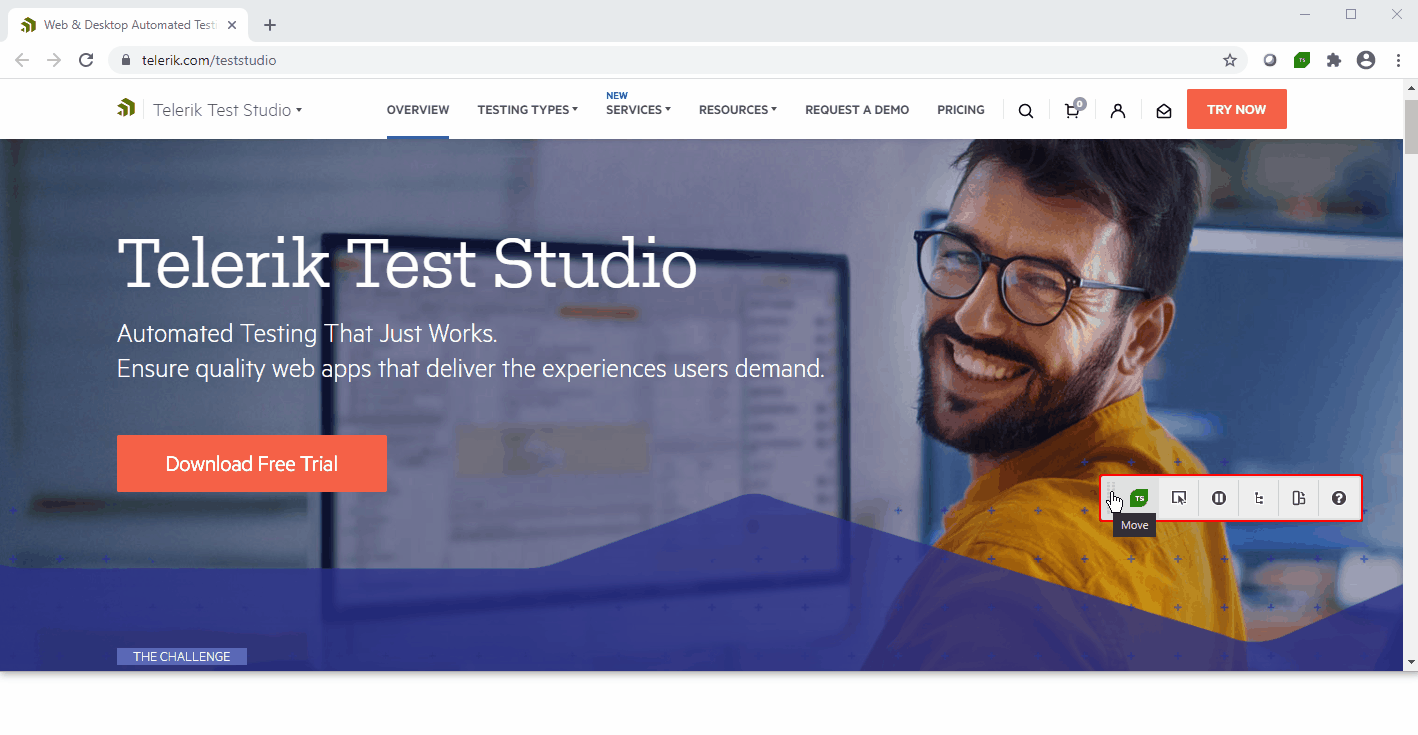 Web & Desktop Automated Testi
telerik.com/teststudio
TS
Telerik Test Studio
OVERVIEW
TESTING TYPES
NEW
SERVICES
RESOURCES
REQUEST A DEMO
PRICING
0
TRY NOW
Telerik Test Studio
Automated Testing That Just Works.
Ensure quality web apps that deliver the experiences users demand.
Download Free Trial
TS
Move
THE CHALLENGE